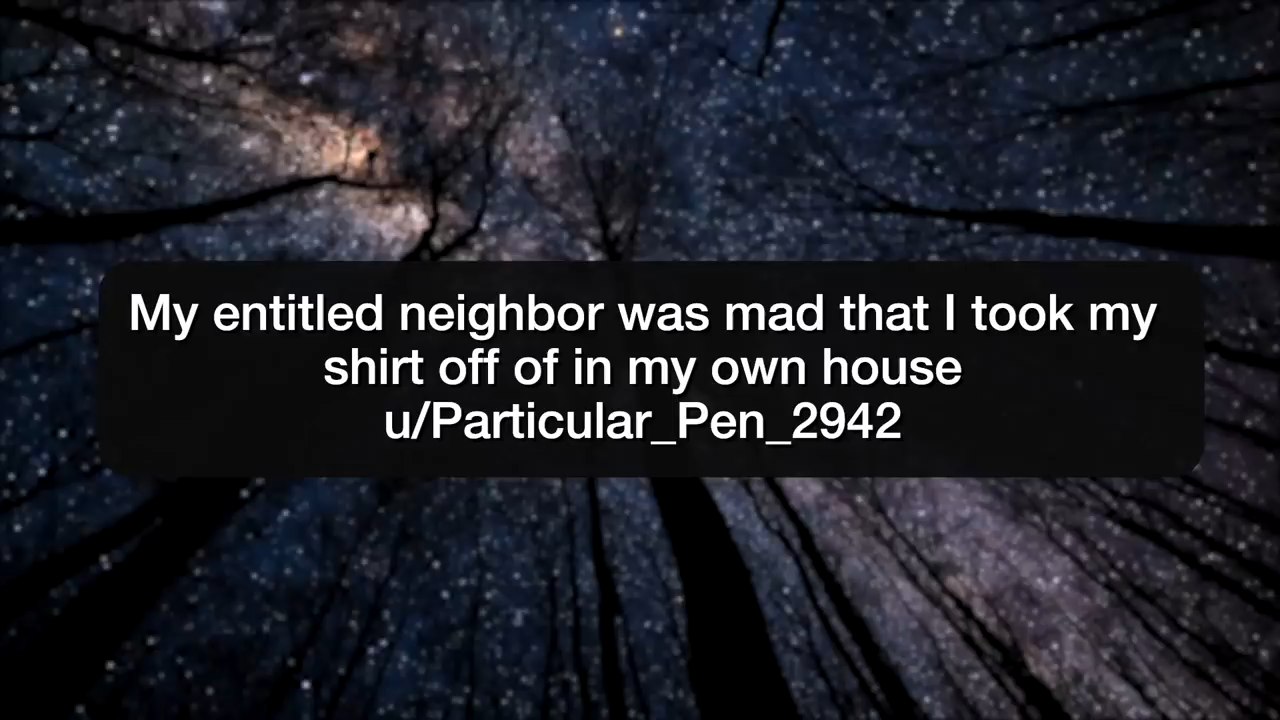 My entitled neighbor was mad that I took my
shirt off of in my own house
u/Particular_Pen_2942